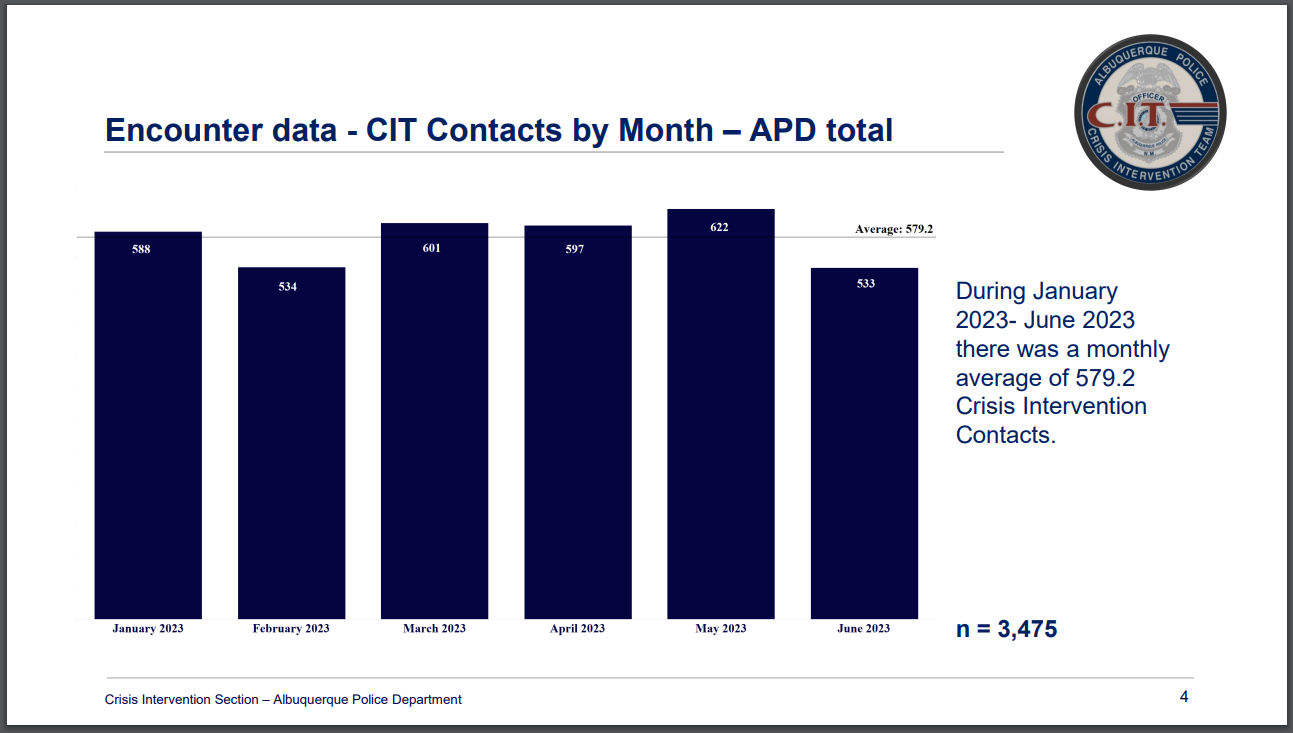 ALBUQUERQUE POLICE
OFFICER
C.I.T.
CRISIS INTERVENTION TEAM
Encounter data - CIT Contacts by Month – APD total
Average: 579.2
588
534
601
597
622
533
January 2023
February 2023
March 2023
April 2023
May 2023
June 2023
During January
2023- June 2023
there was a monthly
average of 579.2
Crisis Intervention
Contacts.
n = 3,475
Crisis Intervention Section – Albuquerque Police Department
4